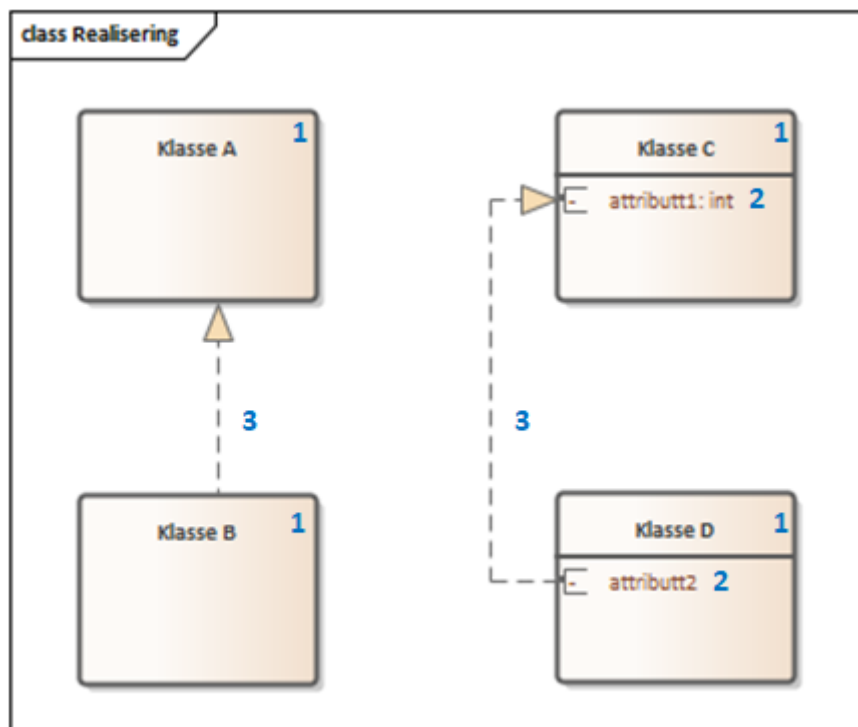 class Realisering
Klasse A 1
Klasse C 1
- attributt1: int 2
3
3
Klasse B 1
Klasse D 1
- attributt2 2